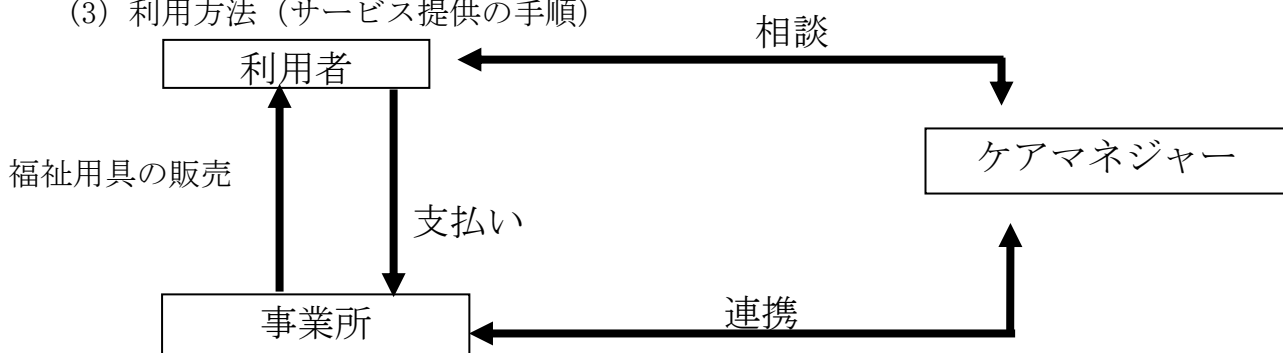 (3) 利用方法（サービス提供の手順）
相談
利用者
ケアマネジャー
福祉用具の販売
支払い
連携
事業所